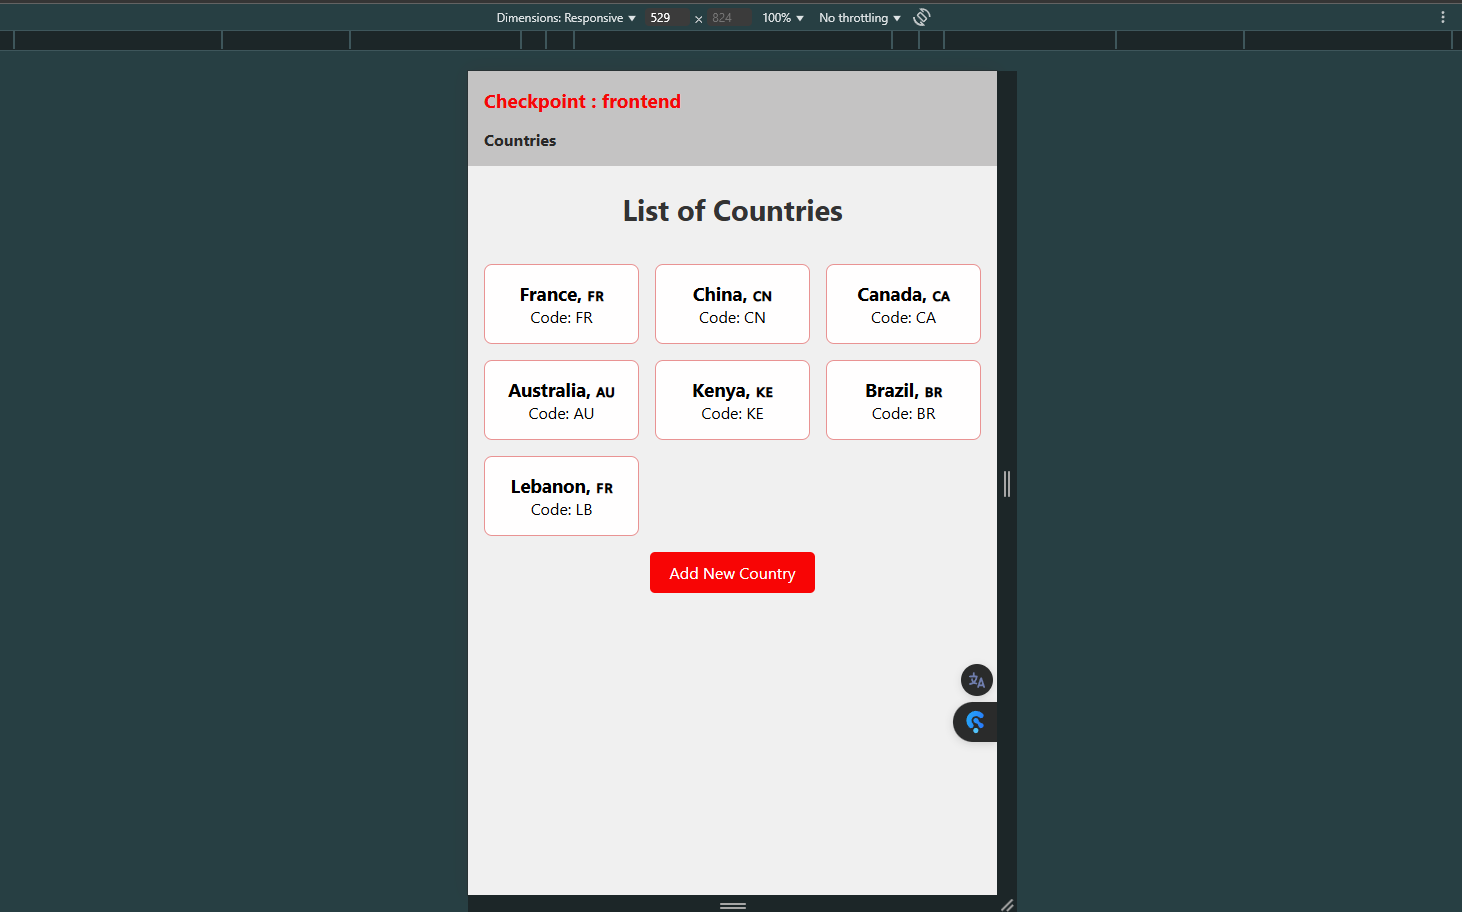 Dimensions: Responsive 529 × 824 100% No throttling
Checkpoint : frontend
Countries
List of Countries
France, FR
Code: FR
China, CN
Code: CN
Canada, CA
Code: CA
Australia, AU
Code: AU
Kenya, KE
Code: KE
Brazil, BR
Code: BR
Lebanon, FR
Code: LB
Add New Country